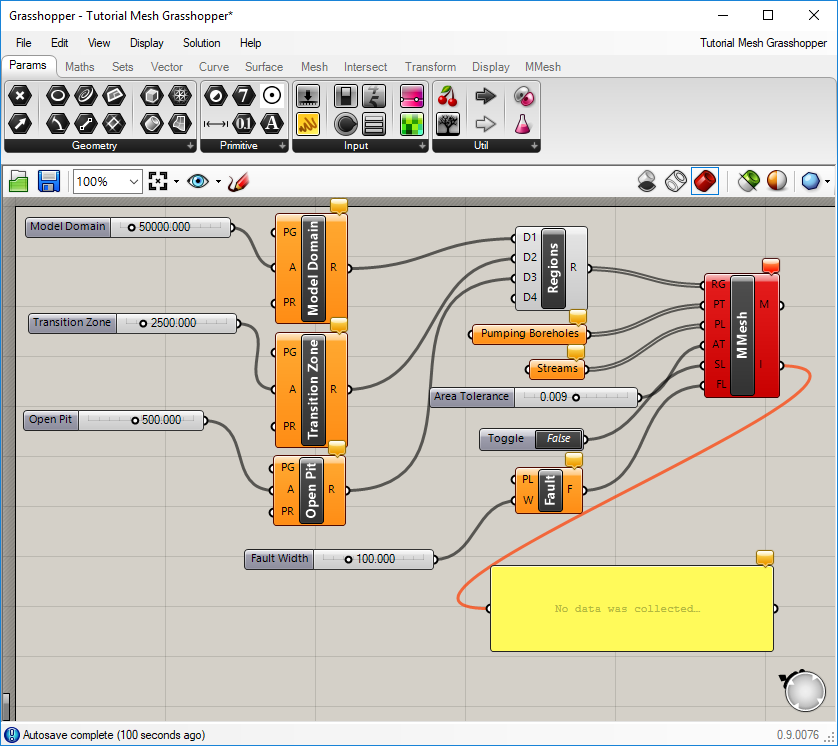 Grasshopper - Tutorial Mesh Grasshopper*
File Edit View Display Solution Help Tutorial Mesh Grasshopper
Params Maths Sets Vector Curve Surface Mesh Intersect Transform Display MMesh
7
0.1 A
Geometry Primitive Input Util
100%
Model Domain 50000.000
PG
A
PR
Model Domain
R
Transition Zone 2500.000
PG
A
PR
Transition Zone
R
Open Pit 500.000
PG
A
PR
Open Pit
R
D1
D2
D3
D4
Regions
R
Pumping Boreholes
Streams
Area Tolerance 0.009
Toggle False
PL
W
Fault
F
Fault Width 100.000
RG
PT
PL
AT
SL
FL
MMesh
M
I
No data was collected…
Autosave complete (100 seconds ago) 0.9.0076